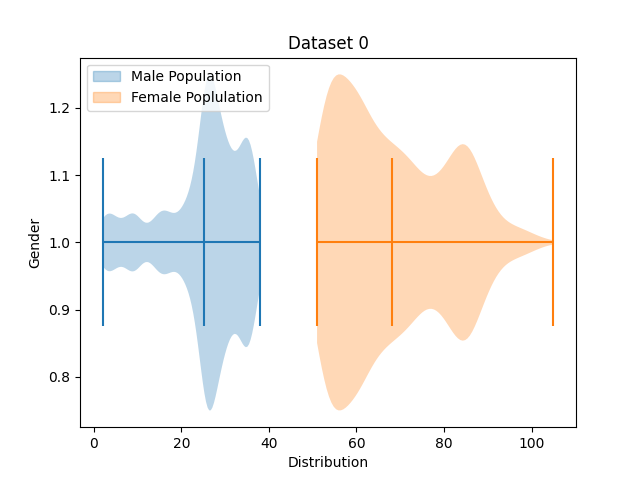 Dataset 0
Male Population
Female Poplulation
1.2
1.1
1.0
0.9
0.8
Gender
0 20 40 60 80 100
Distribution